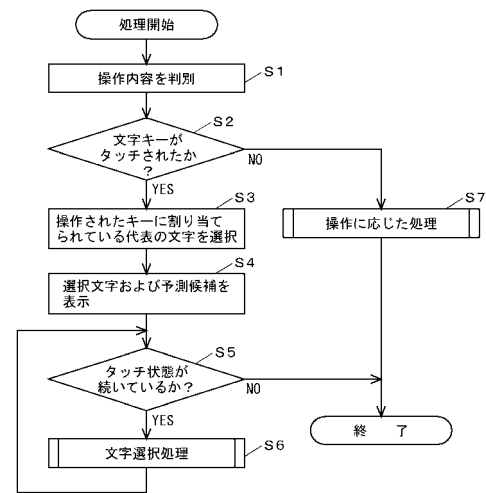 処理開始
操作内容を判別
S1
文字キーが
タッチされたか
？
S2
NO
YES
操作されたキーに割り当て
られている代表の文字を選択
S3
操作に応じた処理
S7
選択文字および予測候補を
表示
S4
タッチ状態が
続いているか？
S5
NO
YES
文字選択処理
S6
終　了